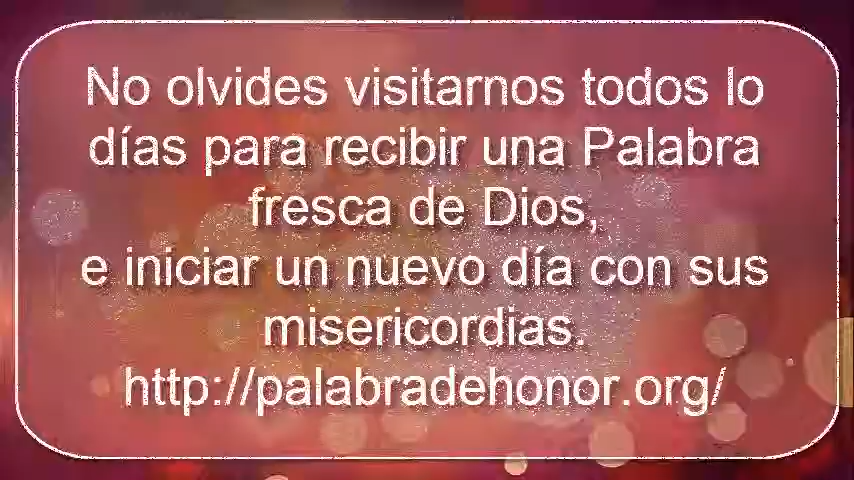 No olvides visitarnos todos lo
días para recibir una Palabra
fresca de Dios,
e iniciar un nuevo día con sus
misericordias.
http://palabradehonor.org/